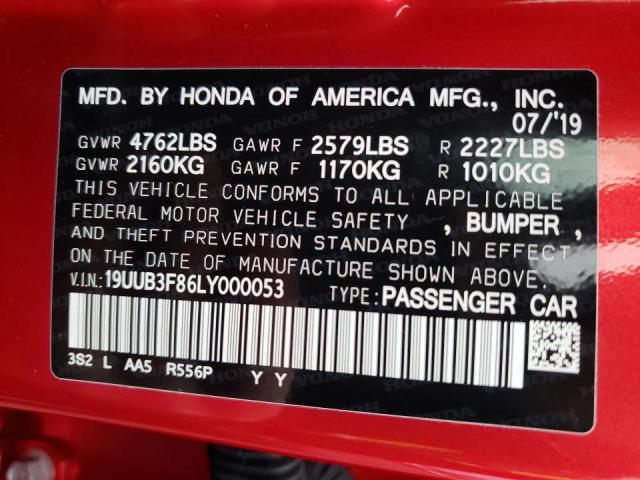 MFD. BY HONDA OF AMERICA MFG., INC.
07/'19
GVWR 4762LBS GAWR F 2579LBS R 2227LBS
GVWR 2160KG GAWR F 1170KG R 1010KG
THIS VEHICLE CONFORMS TO ALL APPLICABLE
FEDERAL MOTOR VEHICLE SAFETY , BUMPER ,
AND THEFT PREVENTION STANDARDS IN EFFECT
ON THE DATE OF MANUFACTURE SHOWN ABOVE.
V.I.N.: 19UUB3F86LY000053 TYPE: PASSENGER CAR
3S2 L AA5 R556P Y Y